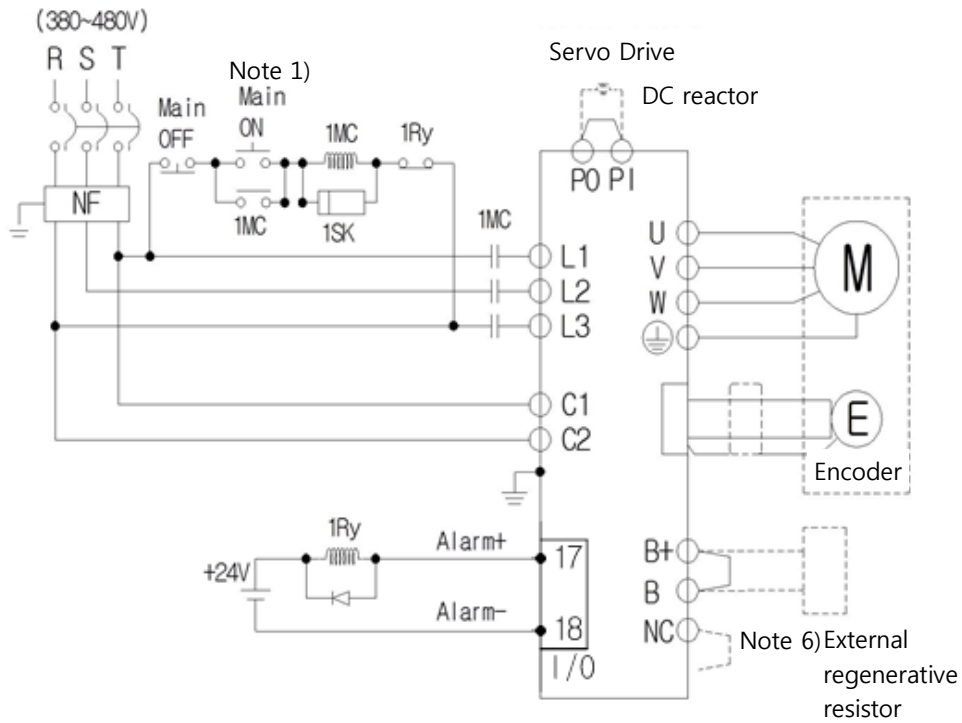 (380~480V)
R S T
Note 1)
Main
OFF
Main
ON
1MC
1Ry
1MC
1SK
NF
1MC
Servo Drive
DC reactor
PO PI
L1
L2
L3
C1
C2
U
V
W
M
E
Encoder
1Ry
+24V
Alarm+
Alarm-
17
18
I/O
B+
B
NC
Note 6) External
regenerative
resistor